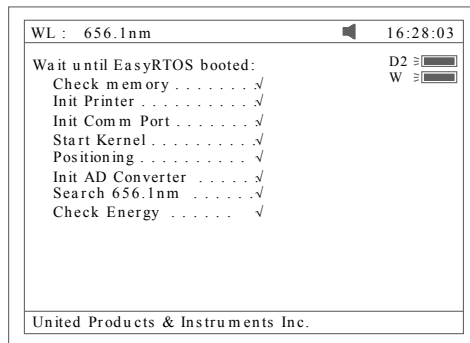 WL : 656.1nm 16:28:03
Wait until EasyRTOS booted: D2
Check memory . . . . . . . .√ W
Init Printer . . . . . . . . . . .√
Init Comm Port . . . . . . .√
Start Kernel . . . . . . . . . .√
Positioning . . . . . . . . . . √
Init AD Converter . . . . . .√
Search 656.1nm . . . . . .√
Check Energy . . . . . . √
United Products & Instruments Inc.